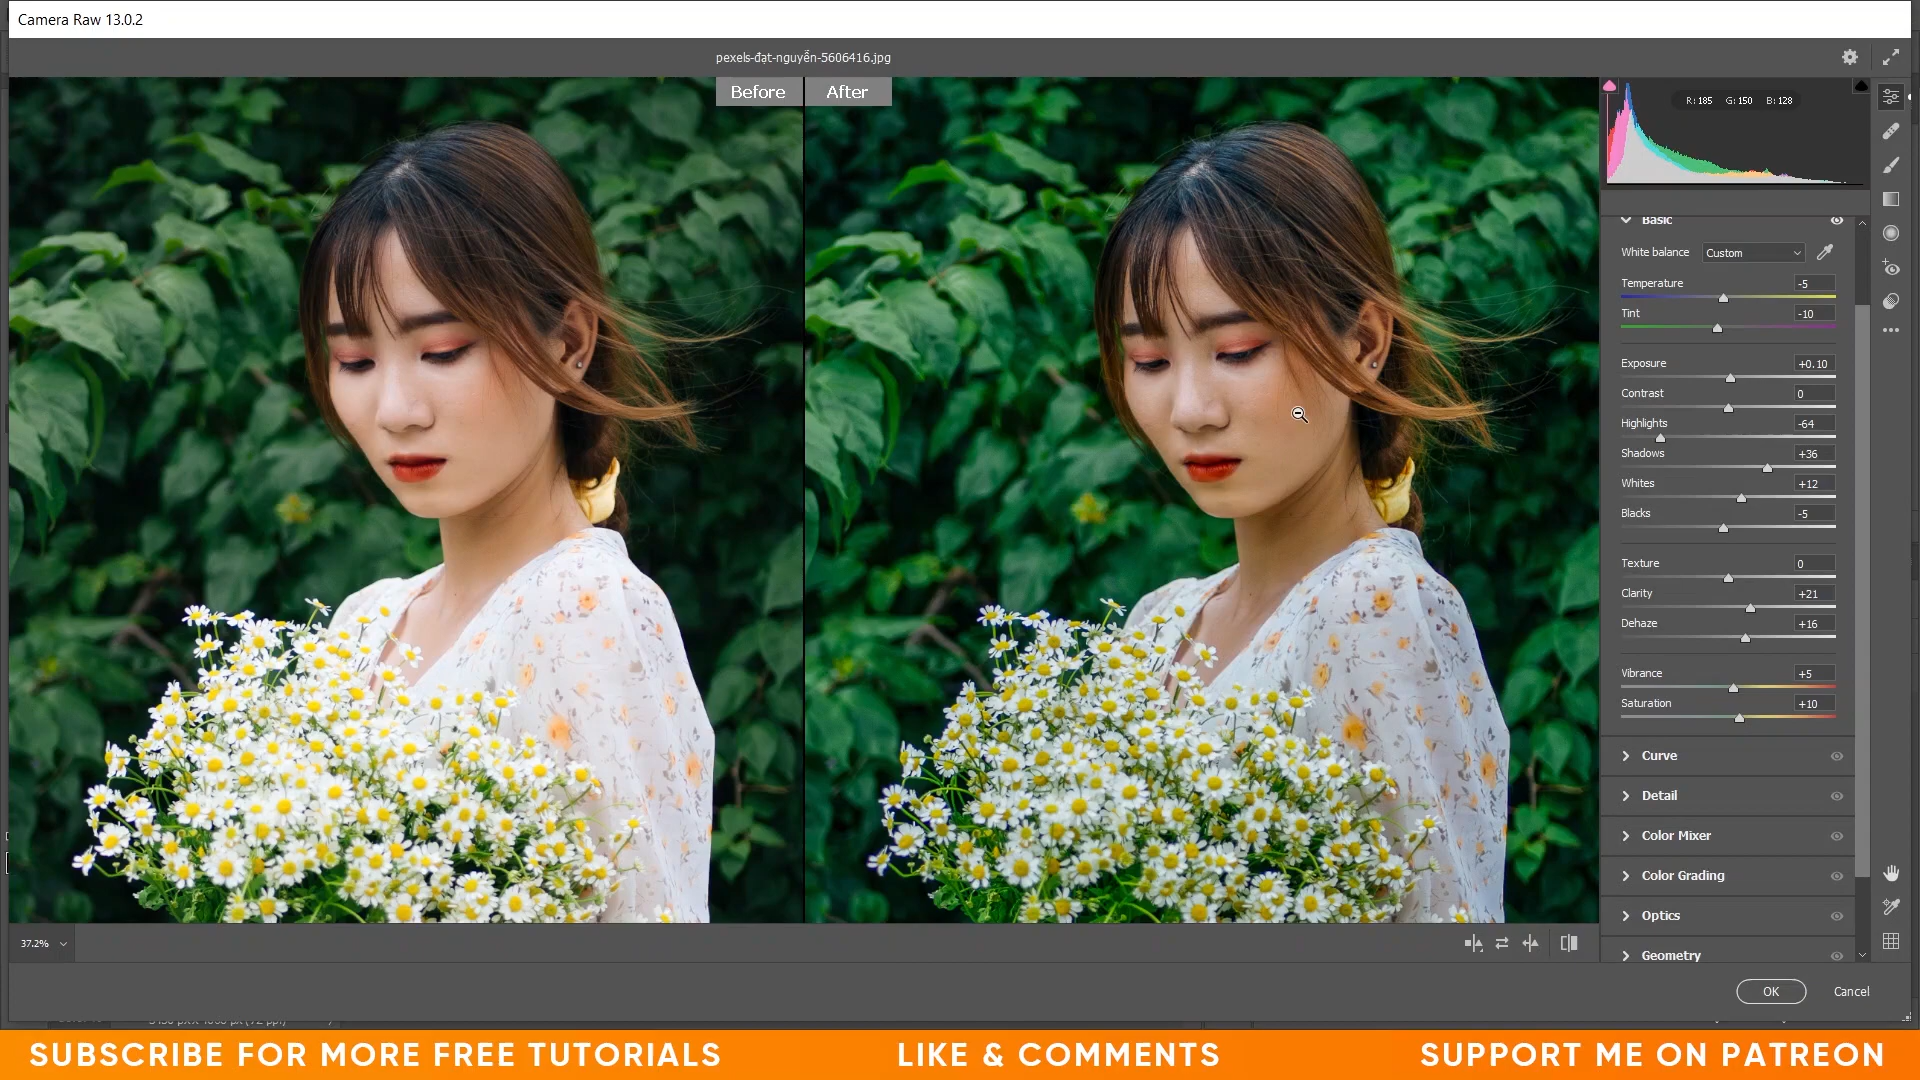 Camera Raw 13.0.2
pexels-đạt-nguyễn-5606416.jpg
Before
After
R: 185 G: 150 B: 128
Basic
White balance Custom
Temperature -5
Tint -10
Exposure +0.10
Contrast 0
Highlights -64
Shadows +36
Whites +12
Blacks -5
Texture 0
Clarity +21
Dehaze +16
Vibrance +5
Saturation +10
Curve
Detail
Color Mixer
Color Grading
Optics
Geometry
37.2%
OK
Cancel
SUBSCRIBE FOR MORE FREE TUTORIALS
LIKE & COMMENTS
SUPPORT ME ON PATREON